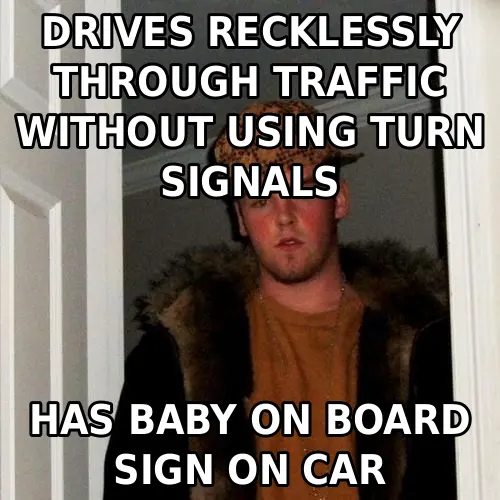 DRIVES RECKLESSLY
THROUGH TRAFFIC
WITHOUT USING TURN
SIGNALS
HAS BABY ON BOARD
SIGN ON CAR